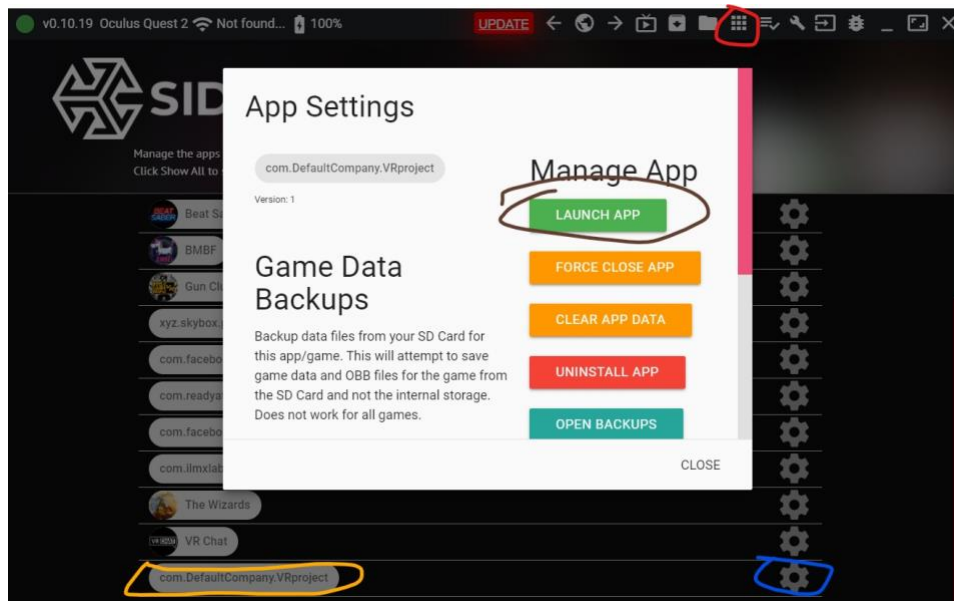 v0.10.19 Oculus Quest 2 Not found... 100%
UPDATE
SID
Manage the apps
Click Show All to
App Settings
com.DefaultCompany.VRproject
Version: 1
Manage App
LAUNCH APP
FORCE CLOSE APP
CLEAR APP DATA
UNINSTALL APP
OPEN BACKUPS
Game Data
Backups
Backup data files from your SD Card for
this app/game. This will attempt to save
game data and OBB files for the game from
the SD Card and not the internal storage.
Does not work for all games.
CLOSE
BEAT SABER Beat Sa
BMBF
Gun Clu
xyz.skybox.
com.facebo
com.readya
com.facebo
com.ilmxlab
The Wizards
VR CHAT VR Chat
com.DefaultCompany.VRproject